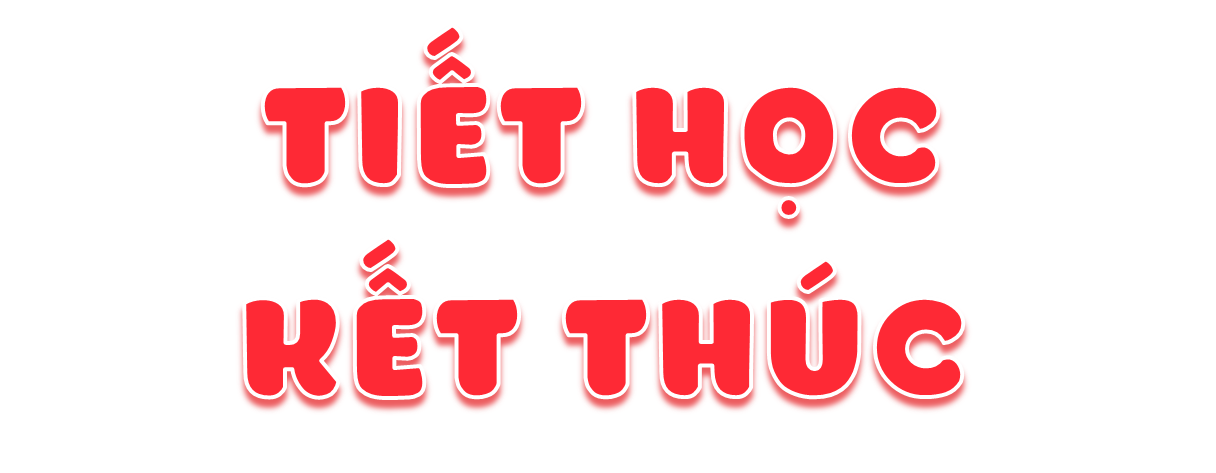 TIẾT HỌC
KẾT THÚC